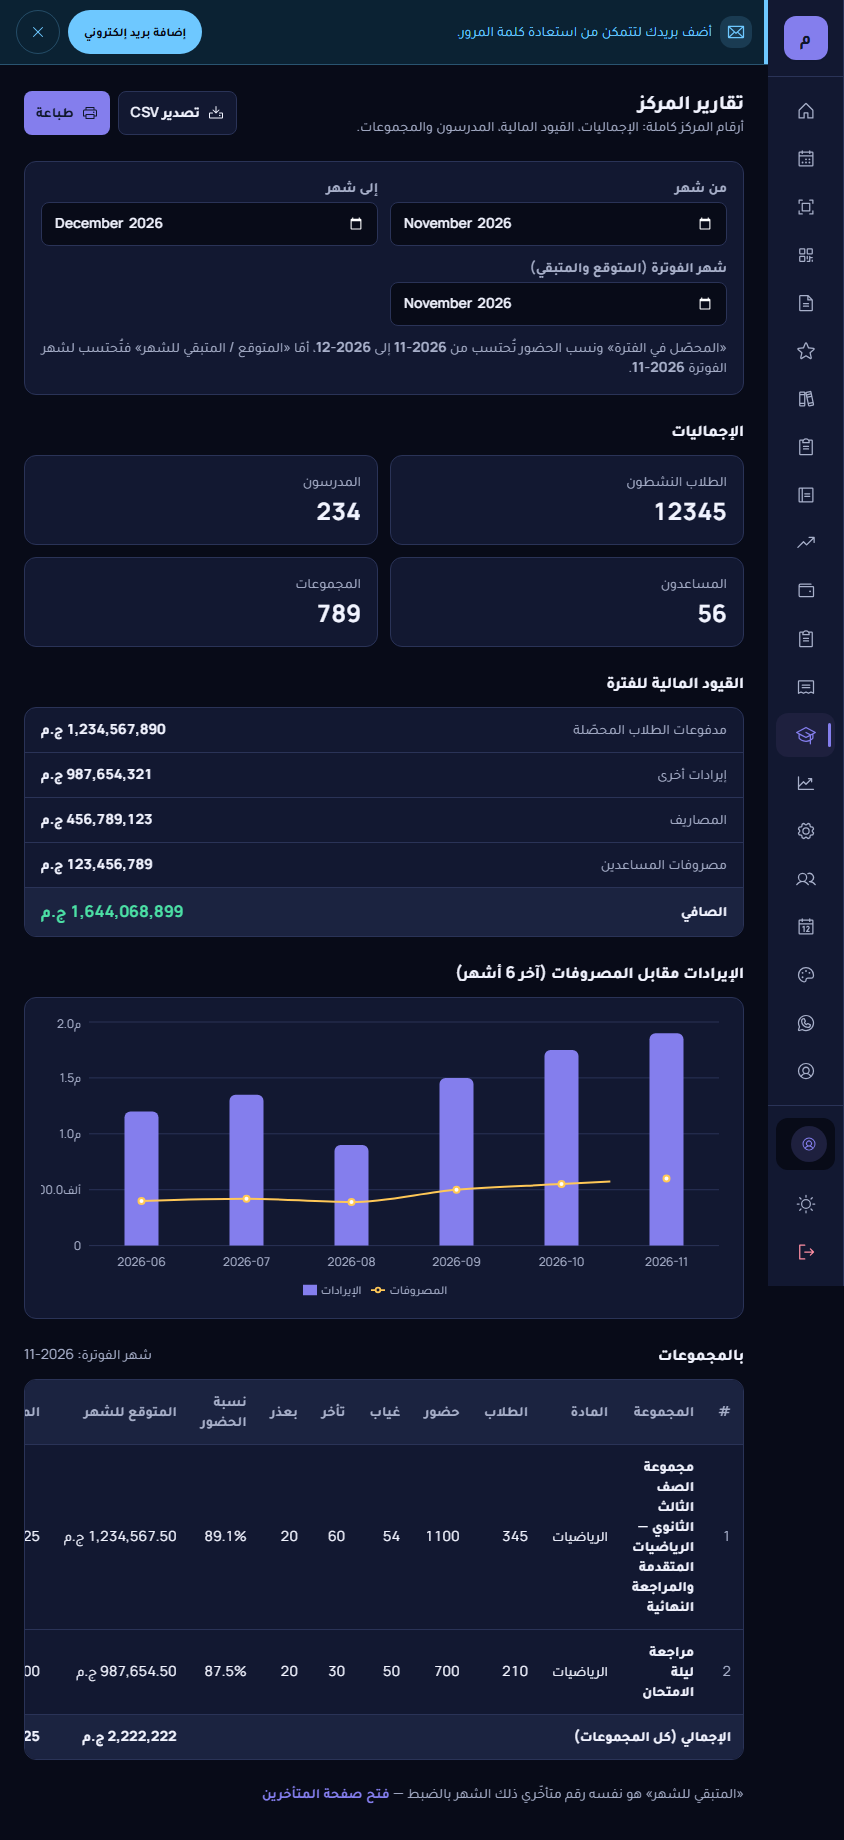 م
أضف بريدك لتتمكن من استعادة كلمة المرور.
إضافة بريد إلكتروني
تقارير المركز
أرقام المركز كاملة: الإجماليات، القيود المالية، المدرسون والمجموعات.
تصدير CSV
طباعة
من شهر
إلى شهر
November 2026
December 2026
شهر الفوترة (المتوقع والمتبقي)
November 2026
«المحصّل في الفترة» ونسب الحضور تُحتسب من 2026-11 إلى 2026-12. أمّا «المتوقع / المتبقي للشهر» فتُحتسب لشهر
الفوترة 2026-11.
الإجماليات
الطلاب النشطون
12345
المدرسون
234
المساعدون
56
المجموعات
789
القيود المالية للفترة
مدفوعات الطلاب المحصّلة 1,234,567,890 ج.م
إيرادات أخرى 987,654,321 ج.م
المصاريف 456,789,123 ج.م
مصروفات المساعدين 123,456,789 ج.م
الصافي 1,644,068,899 ج.م
الإيرادات مقابل المصروفات (آخر 6 أشهر)
2.0م
1.5م
1.0م
00.0ألف
0
2026-06 2026-07 2026-08 2026-09 2026-10 2026-11
الإيرادات المصروفات
بالمجموعات
شهر الفوترة: 2026-11
# المجموعة المادة الطلاب حضور غياب تأخر بعذر نسبة الحضور المتوقع للشهر
1 مجموعة الصف الثالث الثانوي — الرياضيات المتقدمة والمراجعة النهائية الرياضيات 345 1100 54 60 20 89.1% 1,234,567.50 ج.م 25
2 مراجعة ليلة الامتحان الرياضيات 210 700 50 30 20 87.5% 987,654.50 ج.م 00
الإجمالي (كل المجموعات) 2,222,222 ج.م 25
«المتبقي للشهر» هو نفسه رقم متأخّري ذلك الشهر بالضبط — فتح صفحة المتأخرين
12